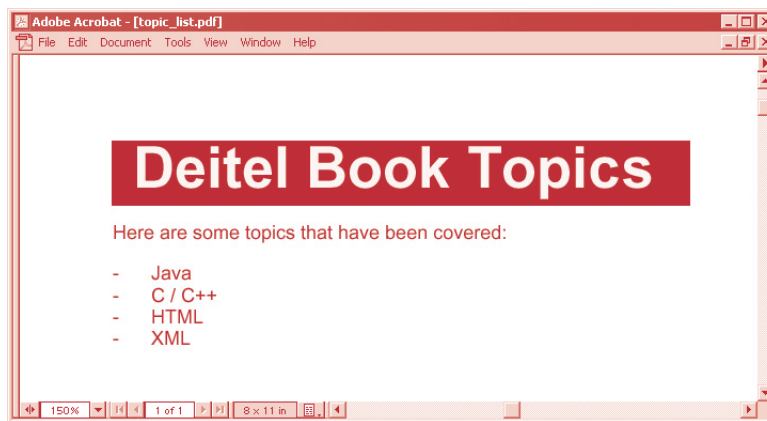 Adobe Acrobat - [topic_list.pdf]
File Edit Document Tools View Window Help
Deitel Book Topics
Here are some topics that have been covered:
- Java
- C / C++
- HTML
- XML
150% 1 of 1 8 x 11 in